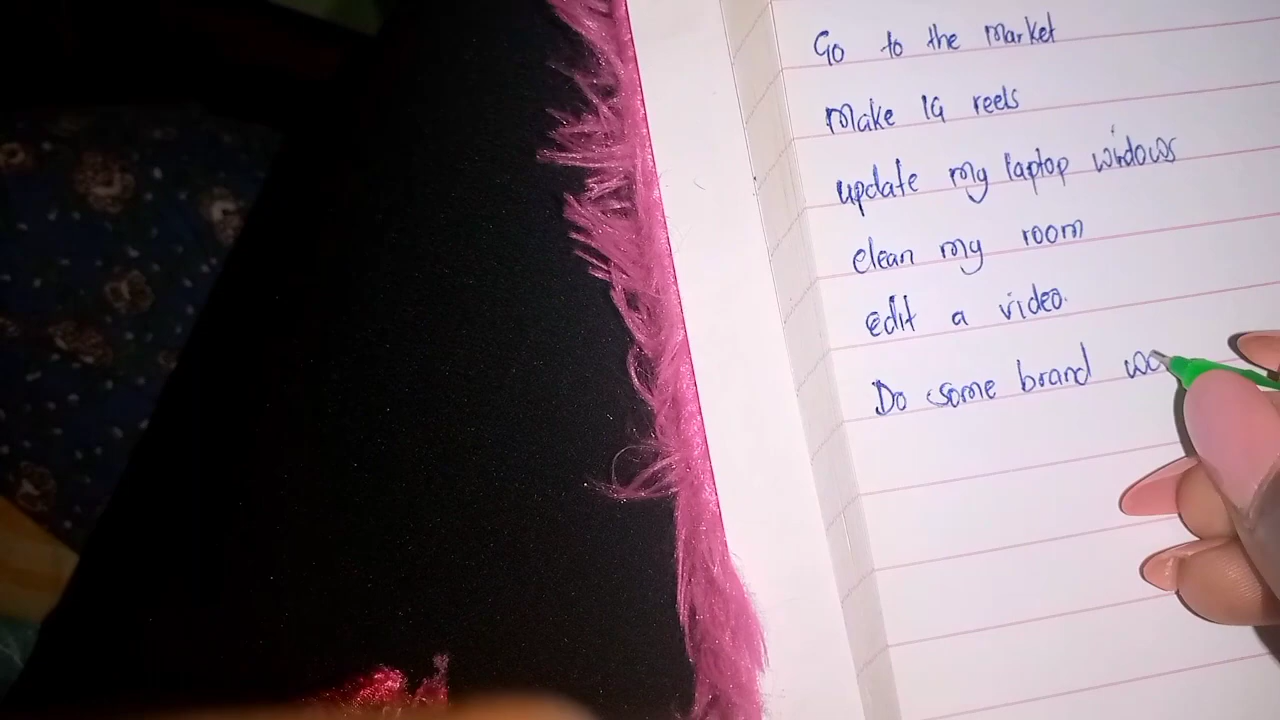 Go to the market
Make IG reels
update my laptop windows
clean my room
edit a video.
Do some brand wo